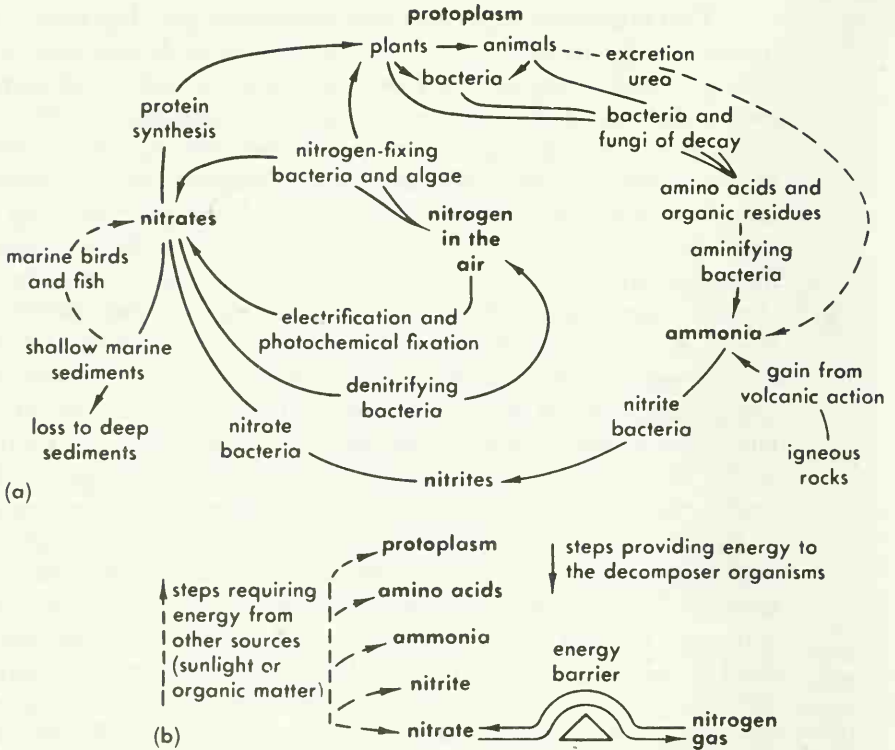 protoplasm
plants
animals
excretion
urea
bacteria
protein
synthesis
bacteria and
fungi of decay
nitrogen-fixing
bacteria and algae
amino acids and
organic residues
nitrates
nitrogen
in the
air
marine birds
and fish
aminifying
bacteria
electrification and
photochemical fixation
ammonia
shallow marine
sediments
denitrifying
bacteria
gain from
volcanic action
loss to deep
sediments
nitrate
bacteria
nitrite
bacteria
igneous
rocks
nitrites
(a)
protoplasm
steps providing energy to
the decomposer organisms
steps requiring
energy from
other sources
(sunlight or
organic matter)
amino acids
ammonia
nitrite
nitrate
energy
barrier
nitrogen
gas
(b)